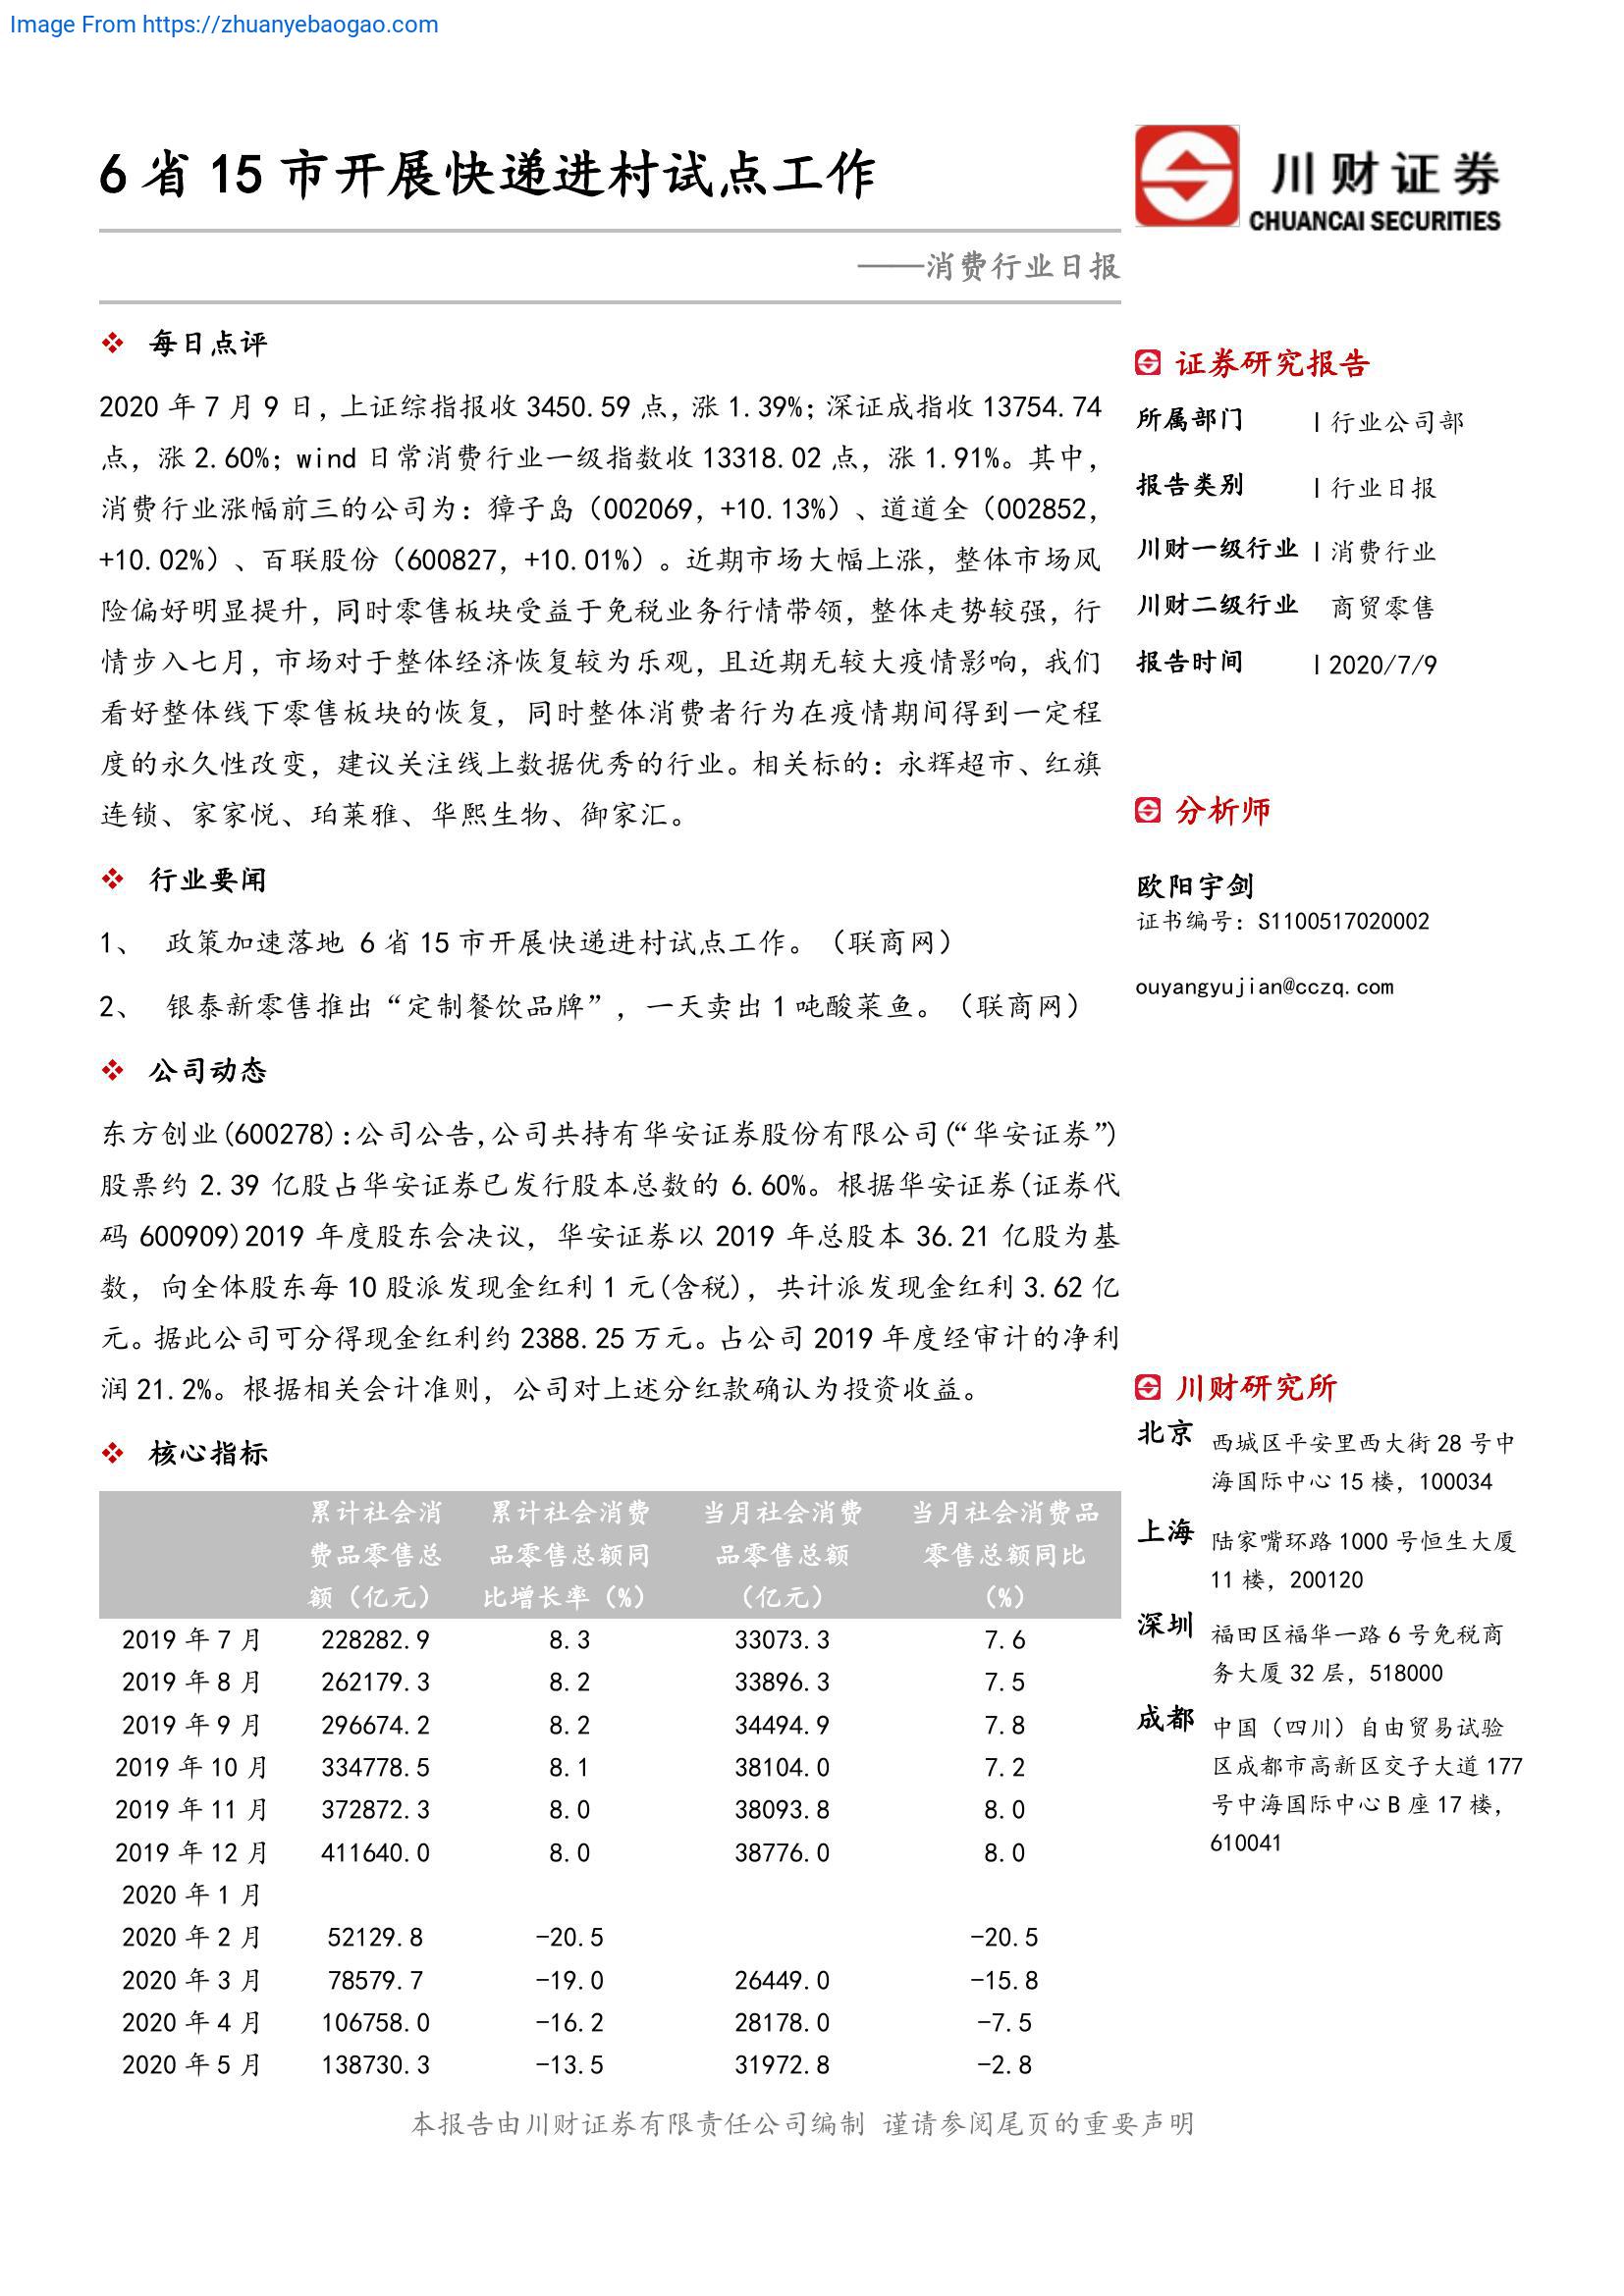 Image From https://zhuanyebaogao.com
6 省 15 市开展快递进村试点工作
川财证券
CHUANCAI SECURITIES
——消费行业日报
❖ 每日点评
2020 年 7 月 9 日，上证综指报收 3450.59 点，涨 1.39%；深证成指收 13754.74
点，涨 2.60%；wind 日常消费行业一级指数收 13318.02 点，涨 1.91%。其中，
消费行业涨幅前三的公司为：獐子岛（002069，+10.13%）、道道全（002852，
+10.02%）、百联股份（600827，+10.01%）。近期市场大幅上涨，整体市场风
险偏好明显提升，同时零售板块受益于免税业务行情带领，整体走势较强，行
情步入七月，市场对于整体经济恢复较为乐观，且近期无较大疫情影响，我们
看好整体线下零售板块的恢复，同时整体消费者行为在疫情期间得到一定程
度的永久性改变，建议关注线上数据优秀的行业。相关标的：永辉超市、红旗
连锁、家家悦、珀莱雅、华熙生物、御家汇。
❖ 行业要闻
1、 政策加速落地 6 省 15 市开展快递进村试点工作。（联商网）
2、 银泰新零售推出“定制餐饮品牌”，一天卖出 1 吨酸菜鱼。（联商网）
❖ 公司动态
东方创业(600278):公司公告,公司共持有华安证券股份有限公司(“华安证券”)
股票约 2.39 亿股占华安证券已发行股本总数的 6.60%。根据华安证券(证券代
码 600909)2019 年度股东会决议，华安证券以 2019 年总股本 36.21 亿股为基
数，向全体股东每 10 股派发现金红利 1 元(含税)，共计派发现金红利 3.62 亿
元。据此公司可分得现金红利约 2388.25 万元。占公司 2019 年度经审计的净利
润 21.2%。根据相关会计准则，公司对上述分红款确认为投资收益。
❖ 核心指标
累计社会消 累计社会消费 当月社会消费 当月社会消费品
费品零售总 品零售总额同 品零售总额 零售总额同比
额（亿元） 比增长率（%） （亿元） （%）
2019 年 7 月 228282.9 8.3 33073.3 7.6
2019 年 8 月 262179.3 8.2 33896.3 7.5
2019 年 9 月 296674.2 8.2 34494.9 7.8
2019 年 10 月 334778.5 8.1 38104.0 7.2
2019 年 11 月 372872.3 8.0 38093.8 8.0
2019 年 12 月 411640.0 8.0 38776.0 8.0
2020 年 1 月
2020 年 2 月 52129.8 -20.5 -20.5
2020 年 3 月 78579.7 -19.0 26449.0 -15.8
2020 年 4 月 106758.0 -16.2 28178.0 -7.5
2020 年 5 月 138730.3 -13.5 31972.8 -2.8
证券研究报告
所属部门 | 行业公司部
报告类别 | 行业日报
川财一级行业 | 消费行业
川财二级行业 商贸零售
报告时间 | 2020/7/9
分析师
欧阳宇剑
证书编号：S1100517020002
ouyangyujian@cczq.com
川财研究所
北京 西城区平安里西大街 28 号中
海国际中心 15 楼，100034
上海 陆家嘴环路 1000 号恒生大厦
11 楼，200120
深圳 福田区福华一路 6 号免税商
务大厦 32 层，518000
成都 中国（四川）自由贸易试验
区成都市高新区交子大道 177
号中海国际中心 B 座 17 楼，
610041
本报告由川财证券有限责任公司编制 谨请参阅尾页的重要声明